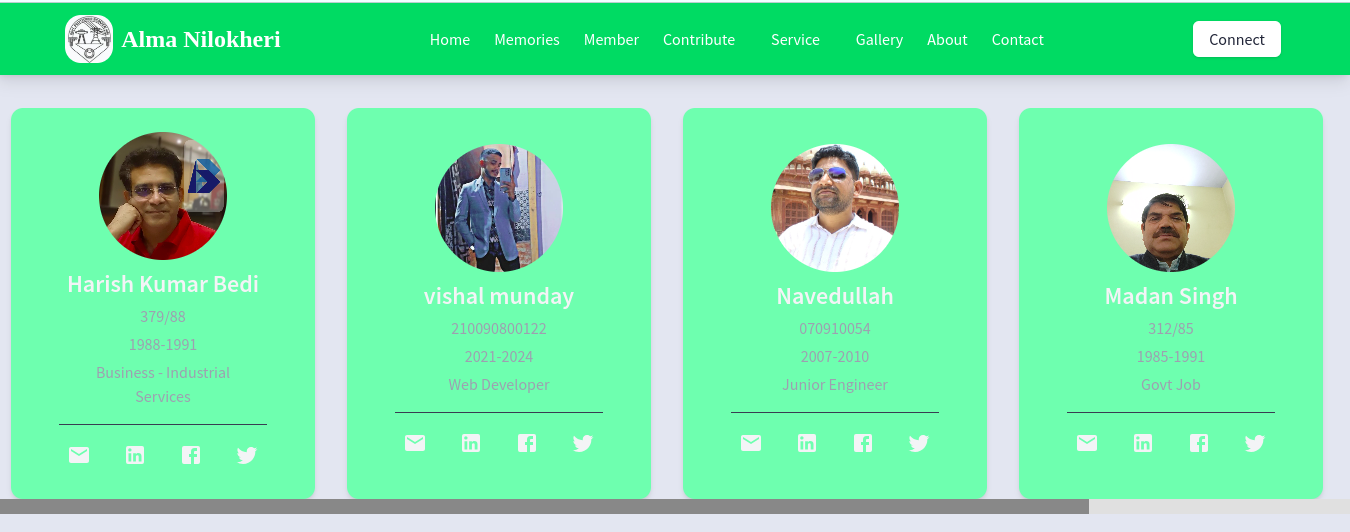 Alma Nilokheri
Home Memories Member Contribute Service Gallery About Contact
Connect
Harish Kumar Bedi
379/88
1988-1991
Business - Industrial
Services
vishal munday
210090800122
2021-2024
Web Developer
Navedullah
070910054
2007-2010
Junior Engineer
Madan Singh
312/85
1985-1991
Govt Job